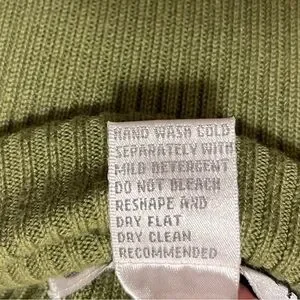 HAND WASH COLD
SEPARATELY WITH
MILD DETERGENT
DO NOT BLEACH
RESHAPE AND
DRY FLAT
DRY CLEAN
RECOMMENDED